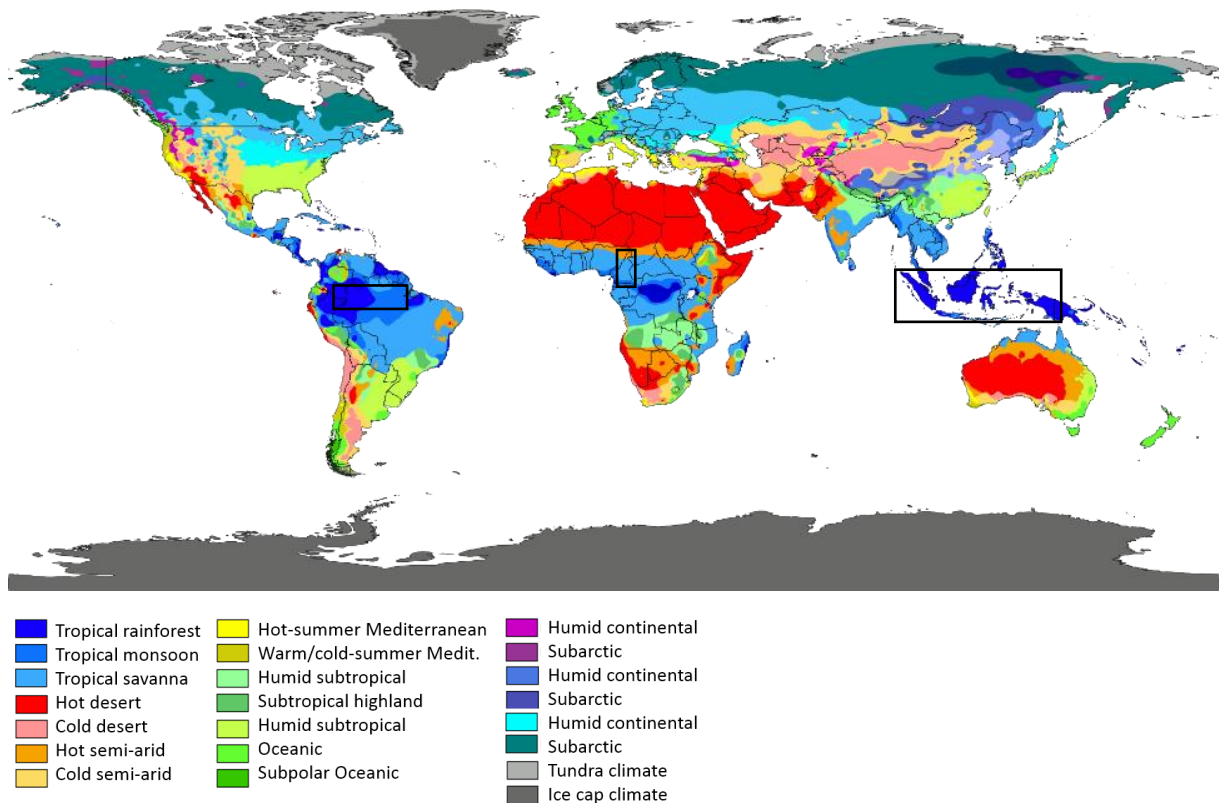 Tropical rainforest
Tropical monsoon
Tropical savanna
Hot desert
Cold desert
Hot semi-arid
Cold semi-arid
Hot-summer Mediterranean
Warm/cold-summer Medit.
Humid subtropical
Subtropical highland
Humid subtropical
Oceanic
Subpolar Oceanic
Humid continental
Subarctic
Humid continental
Subarctic
Humid continental
Subarctic
Tundra climate
Ice cap climate